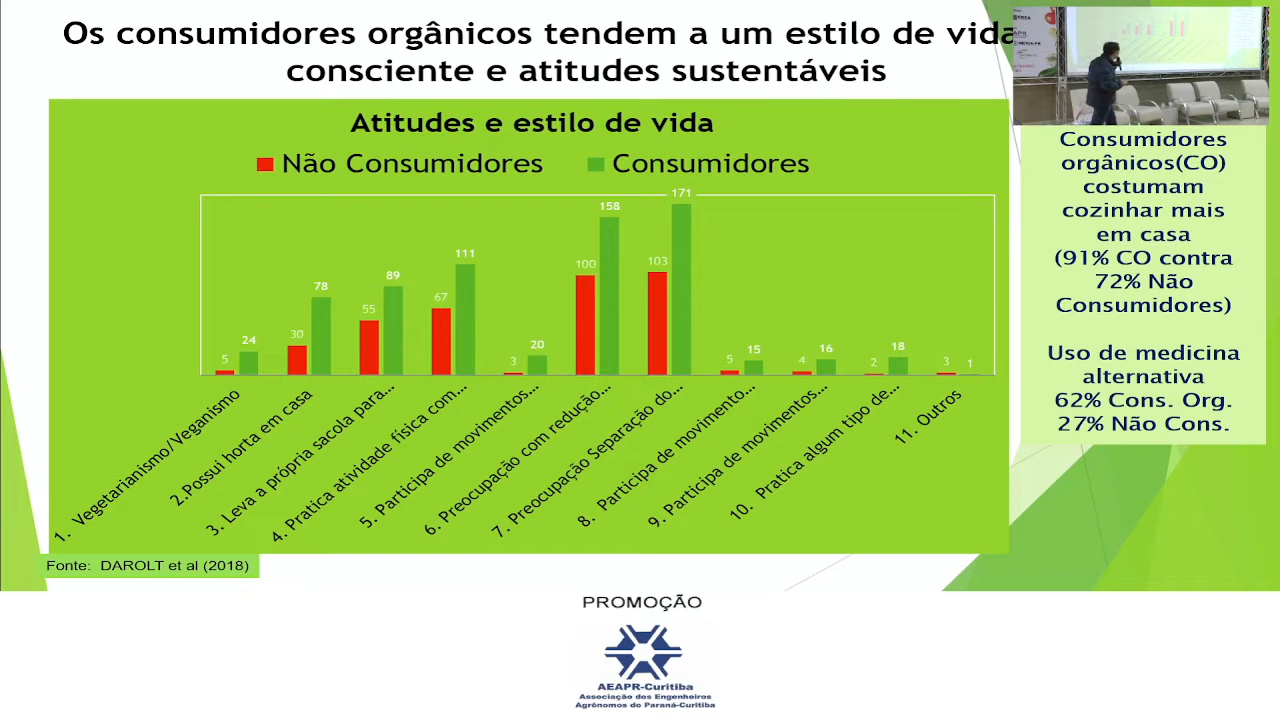 Os consumidores orgânicos tendem a um estilo de vida
consciente e atitudes sustentáveis
Atitudes e estilo de vida
Não Consumidores
Consumidores
5
24
30
78
55
89
67
111
3
20
100
158
103
171
5
15
4
16
2
18
3
1
1. Vegetarianismo/Veganismo
2.Possui horta em casa
3. Leva a própria sacola para...
4. Pratica atividade física com...
5. Participa de movimentos...
6. Preocupação com redução...
7. Preocupação Separação do...
8. Participa de movimento...
9. Participa de movimentos...
10. Pratica algum tipo de...
11. Outros
Fonte: DAROLT et al (2018)
Consumidores
orgânicos(CO)
costumam
cozinhar mais
em casa
(91% CO contra
72% Não
Consumidores)
Uso de medicina
alternativa
62% Cons. Org.
27% Não Cons.
PROMOÇÃO
AEAPR-Curitiba
Associação dos Engenheiros
Agrônomos do Paraná-Curitiba